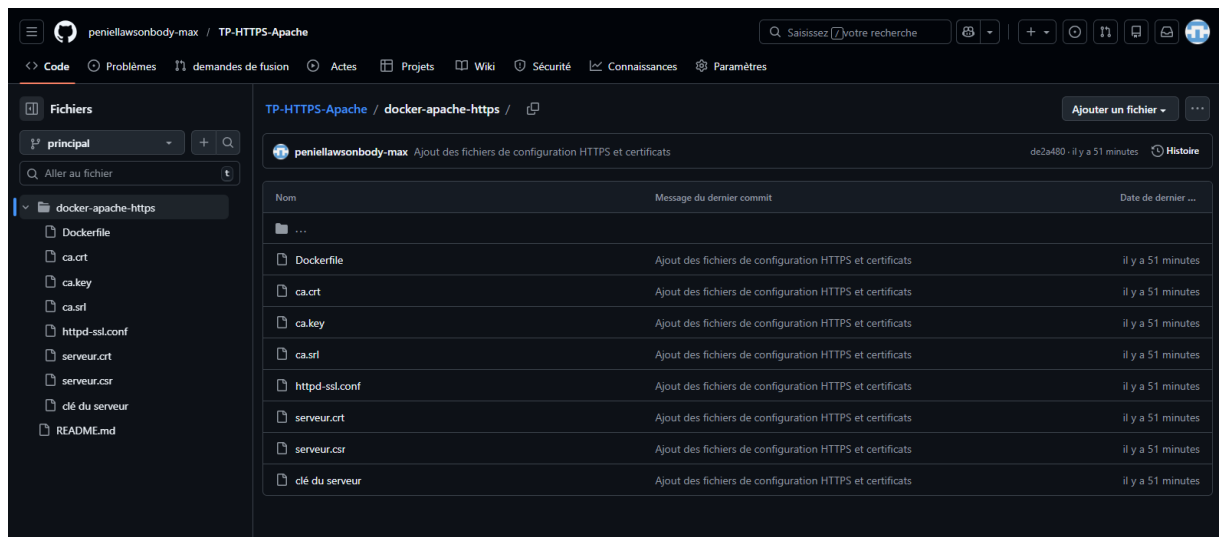 peniellawsonbody-max / TP-HTTPS-Apache
Saisissez / votre recherche
Code Problèmes demandes de fusion Actes Projets Wiki Sécurité Connaissances Paramètres
Fichiers
principal
Aller au fichier t
docker-apache-https
Dockerfile
ca.crt
ca.key
ca.srl
httpd-ssl.conf
serveur.crt
serveur.csr
clé du serveur
README.md
TP-HTTPS-Apache / docker-apache-https /
Ajouter un fichier
peniellawsonbody-max Ajout des fichiers de configuration HTTPS et certificats de2a480 · il y a 51 minutes Histoire
Nom Message du dernier commit Date de dernier ...
...
Dockerfile Ajout des fichiers de configuration HTTPS et certificats il y a 51 minutes
ca.crt Ajout des fichiers de configuration HTTPS et certificats il y a 51 minutes
ca.key Ajout des fichiers de configuration HTTPS et certificats il y a 51 minutes
ca.srl Ajout des fichiers de configuration HTTPS et certificats il y a 51 minutes
httpd-ssl.conf Ajout des fichiers de configuration HTTPS et certificats il y a 51 minutes
serveur.crt Ajout des fichiers de configuration HTTPS et certificats il y a 51 minutes
serveur.csr Ajout des fichiers de configuration HTTPS et certificats il y a 51 minutes
clé du serveur Ajout des fichiers de configuration HTTPS et certificats il y a 51 minutes